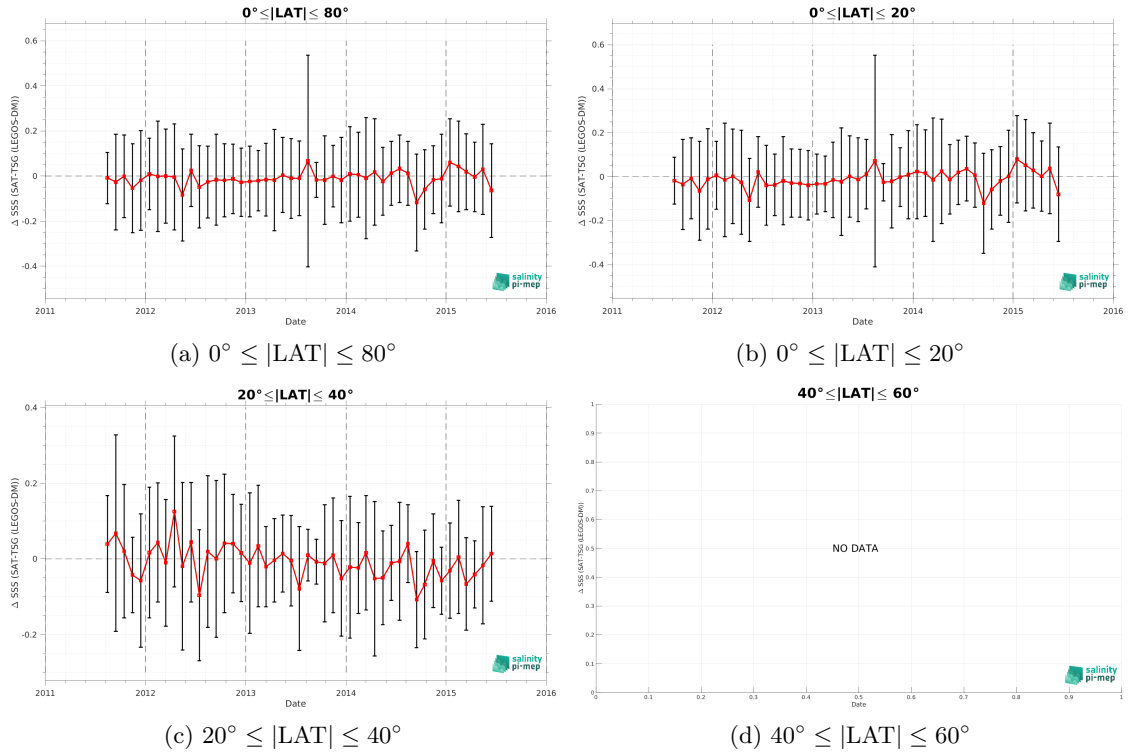 0°≤|LAT|≤ 80°
Δ SSS (SAT-TSG (LEGOS-DM))
0.6
0.4
0.2
0
-0.2
-0.4
2011 2012 2013 2014 2015 2016
Date
salinity
pi-mep
(a) 0° ≤ |LAT| ≤ 80°
0°≤|LAT|≤ 20°
Δ SSS (SAT-TSG (LEGOS-DM))
0.6
0.4
0.2
0
-0.2
-0.4
2011 2012 2013 2014 2015 2016
Date
salinity
pi-mep
(b) 0° ≤ |LAT| ≤ 20°
20°≤|LAT|≤ 40°
Δ SSS (SAT-TSG (LEGOS-DM))
0.4
0.2
0
-0.2
2011 2012 2013 2014 2015 2016
Date
salinity
pi-mep
(c) 20° ≤ |LAT| ≤ 40°
40°≤|LAT|≤ 60°
Δ SSS (SAT-TSG (LEGOS-DM))
1
0.9
0.8
0.7
0.6
0.5
0.4
0.3
0.2
0.1
0
NO DATA
0 0.1 0.2 0.3 0.4 0.5 0.6 0.7 0.8 0.9 1
Date
salinity
pi-mep
(d) 40° ≤ |LAT| ≤ 60°